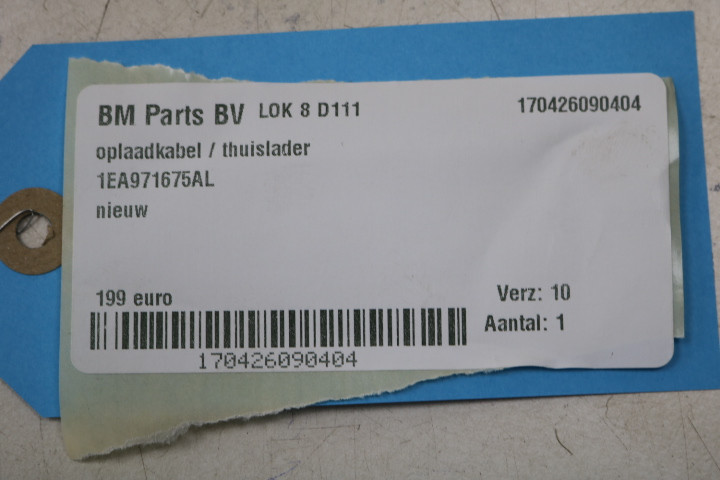 BM Parts BV LOK 8 D111 170426090404
oplaadkabel / thuislader
1EA971675AL
nieuw
199 euro Verz: 10
Aantal: 1
170426090404